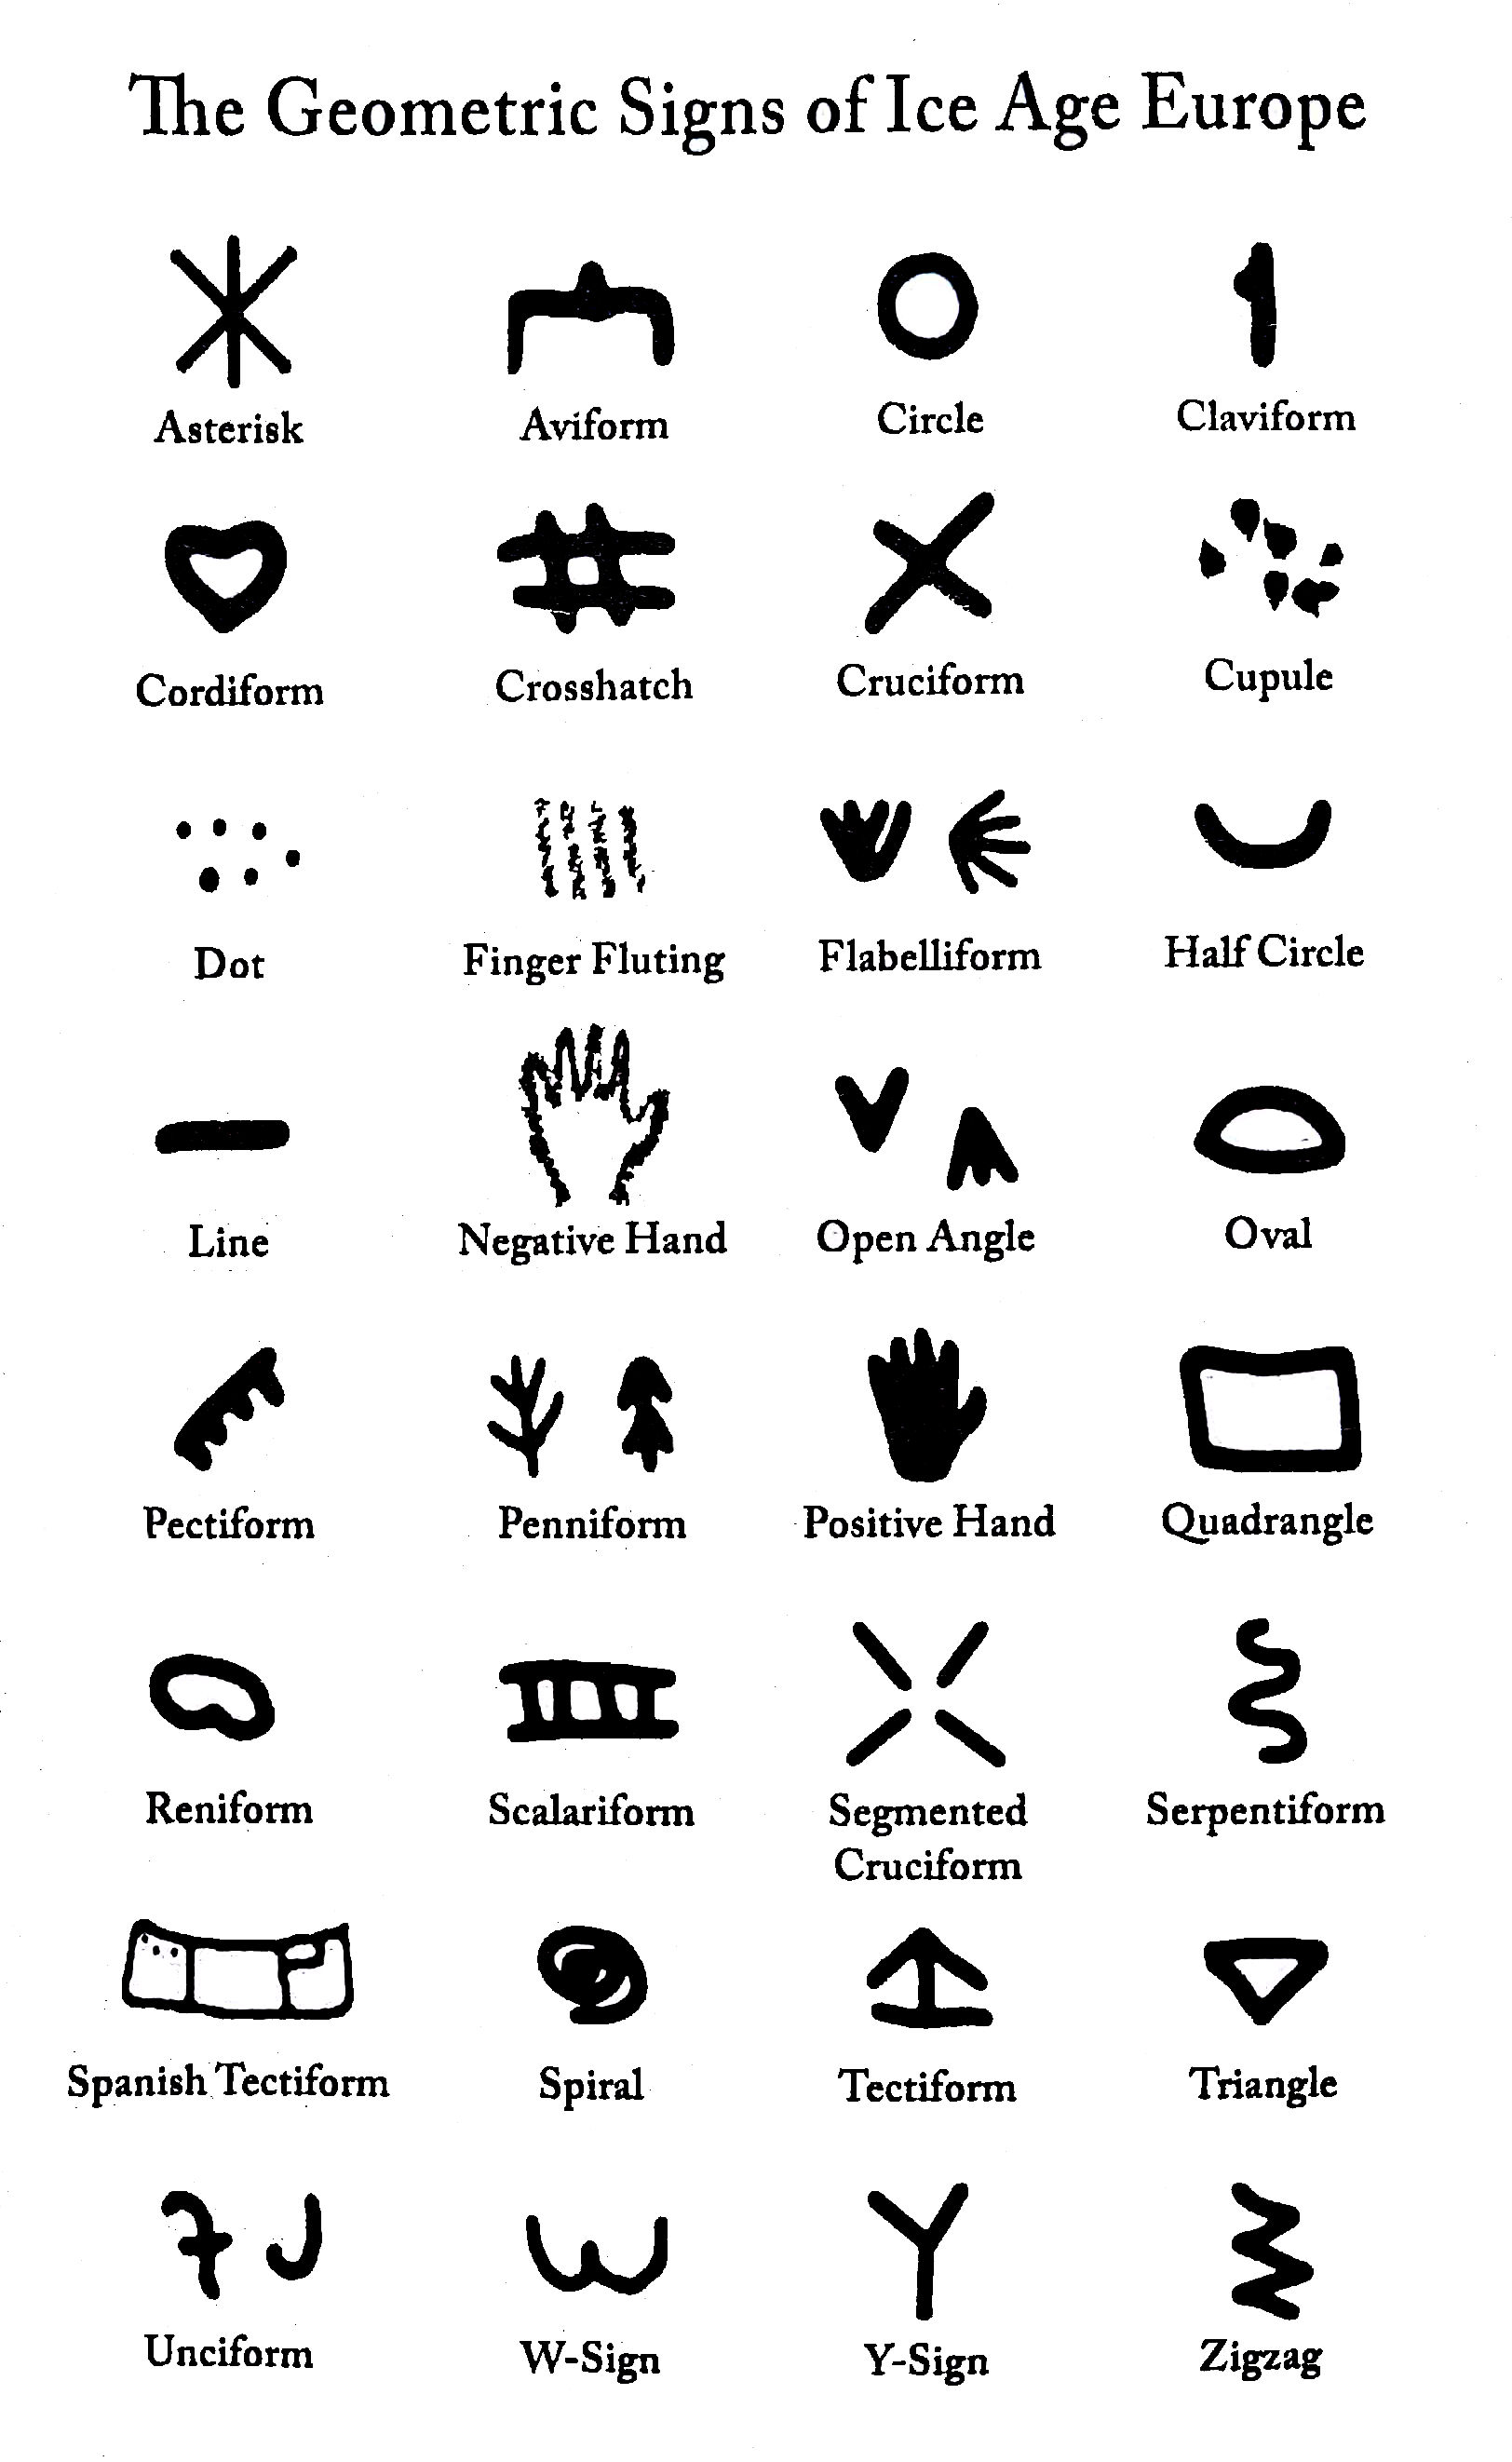 The Geometric Signs of Ice Age Europe
Asterisk Aviform Circle Claviform
Cordiform Crosshatch Cruciform Cupule
Dot Finger Fluting Flabelliform Half Circle
Line Negative Hand Open Angle Oval
Pectiform Penniform Positive Hand Quadrangle
Reniform Scalariform Segmented Serpentiform
Cruciform
Spanish Tectiform Spiral Tectiform Triangle
Unciform W-Sign Y-Sign Zigzag